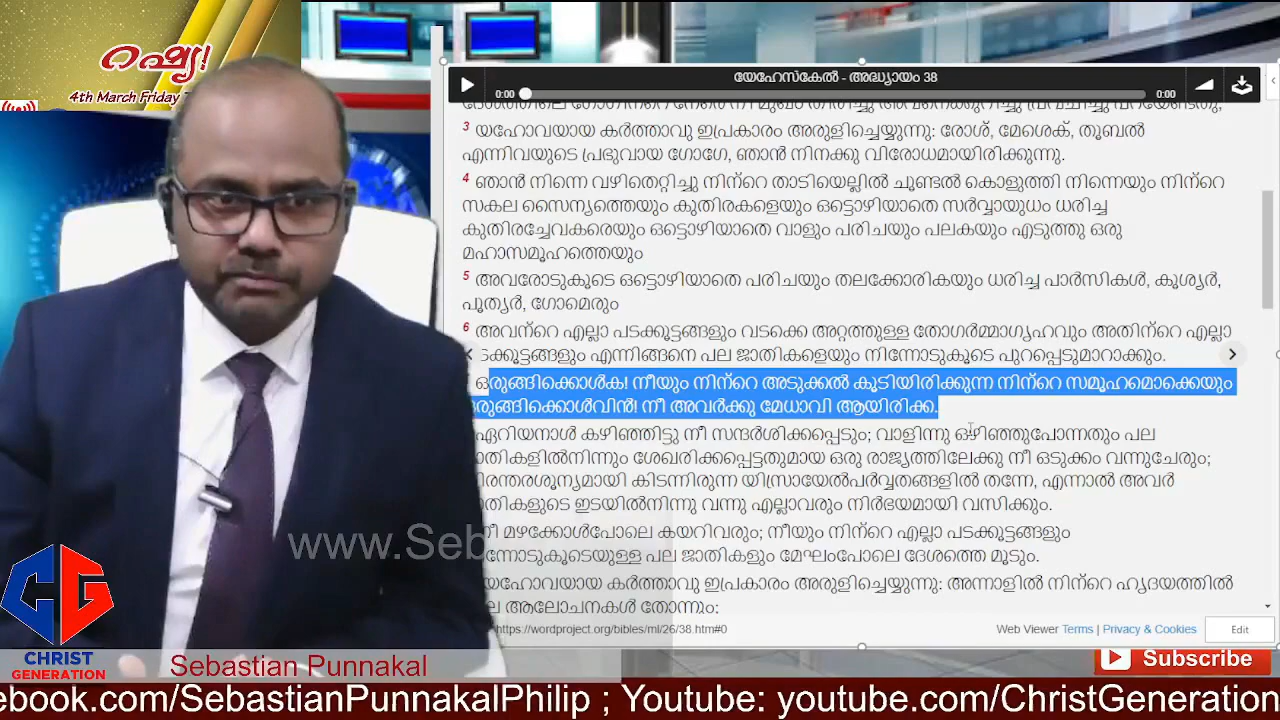 റഷ്യ!
4th March Friday
യേഹേസ്കേൽ - അദ്ധ്യായം 38
0:00
0:00
3 യഹോവയായ കർത്താവു ഇപ്രകാരം അരുളിച്ചെയ്യുന്നു: രോശ്, മേശെക്, തൂബൽ
എന്നിവയുടെ പ്രഭുവായ ഗോഗേ, ഞാൻ നിനക്കു വിരോധമായിരിക്കുന്നു.
4 ഞാൻ നിന്നെ വഴിതെറ്റിച്ചു നിന്റെ താടിയെല്ലിൽ ചൂണ്ടൽ കൊളുത്തി നിന്നെയും നിന്റെ
സകല സൈന്യത്തെയും കുതിരകളെയും ഒട്ടൊഴിയാതെ സർവ്വായുധം ധരിച്ച
കുതിരച്ചേവകരെയും ഒട്ടൊഴിയാതെ വാളും പരിചയും പലകയും എടുത്തു ഒരു
മഹാസമൂഹത്തെയും
5 അവരോടുകൂടെ ഒട്ടൊഴിയാതെ പരിചയും തലക്കോരികയും ധരിച്ച പാർസികൾ, കൂശ്യർ,
പൂത്യർ, ഗോമെരും
6 അവന്റെ എല്ലാ പടക്കൂട്ടങ്ങളും വടക്കെ അറ്റത്തുള്ള തോഗർമ്മാഗൃഹവും അതിന്റെ എല്ലാ
ടക്കൂട്ടങ്ങളും എന്നിങ്ങനെ പല ജാതികളെയും നിന്നോടുകൂടെ പുറപ്പെടുമാറാക്കും.
ഒരുങ്ങിക്കൊൾക! നീയും നിന്റെ അടുക്കൽ കൂടിയിരിക്കുന്ന നിന്റെ സമൂഹമൊക്കെയും
രുങ്ങിക്കൊൾവിൻ! നീ അവർക്കു മേധാവി ആയിരിക്ക.
ഏറിയനാൾ കഴിഞ്ഞിട്ടു നീ സന്ദർശിക്കപ്പെടും; വാളിന്നു ഒഴിഞ്ഞുപോന്നതും പല
ാതികളിൽനിന്നും ശേഖരിക്കപ്പെട്ടതുമായ ഒരു രാജ്യത്തിലേക്കു നീ ഒടുക്കം വന്നുചേരും;
ിരന്തരശൂന്യമായി കിടന്നിരുന്ന യിസ്രായേൽപർവ്വതങ്ങളിൽ തന്നേ, എന്നാൽ അവർ
ാതികളുടെ ഇടയിൽനിന്നു വന്നു എല്ലാവരും നിർഭയമായി വസിക്കും.
നീ മഴക്കോൾപോലെ കയറിവരും; നീയും നിന്റെ എല്ലാ പടക്കൂട്ടങ്ങളും
ന്നോടുകൂടെയുള്ള പല ജാതികളും മേഘംപോലെ ദേശത്തെ മൂടും.
യഹോവയായ കർത്താവു ഇപ്രകാരം അരുളിച്ചെയ്യുന്നു: അന്നാളിൽ നിന്റെ ഹൃദയത്തിൽ
ആലോചനകൾ തോന്നും;
https://wordproject.org/bibles/ml/26/38.htm#0
Web Viewer Terms | Privacy & Cookies
Edit
www.Seb
CG
CHRIST
GENERATION
Sebastian Punnakal
Subscribe
ebook.com/SebastianPunnakalPhilip ; Youtube: youtube.com/ChristGeneration